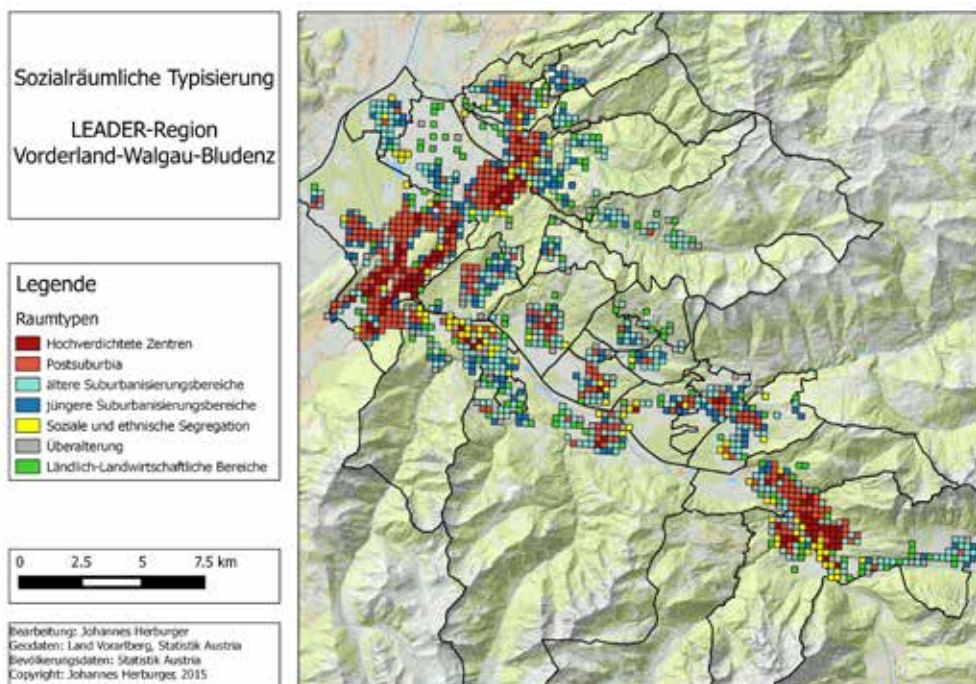 Sozialräumliche Typisierung
LEADER-Region
Vorderland-Walgau-Bludenz
Legende
Raumtypen
Hochverdichtete Zentren
Postsuburbia
ältere Suburbanisierungsbereiche
jüngere Suburbanisierungsbereiche
Soziale und ethnische Segregation
Überalterung
Ländlich-Landwirtschaftliche Bereiche
0 2.5 5 7.5 km
Bearbeitung: Johannes Herburger
Geodaten: Land Vorarlberg, Statistik Austria
Bevölkerungsdaten: Statistik Austria
Copyright: Johannes Herburger, 2015